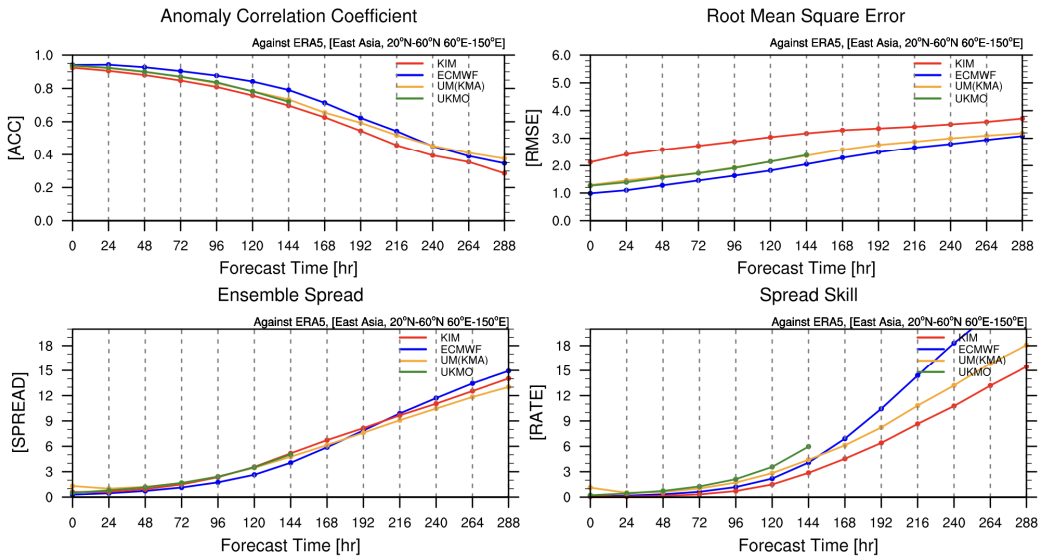 Anomaly Correlation Coefficient
Against ERA5, [East Asia, 20°N-60°N 60°E-150°E]
KIM
ECMWF
UM(KMA)
UKMO
[ACC]
1.0
0.8
0.6
0.4
0.2
0.0
0 24 48 72 96 120 144 168 192 216 240 264 288
Forecast Time [hr]
Root Mean Square Error
Against ERA5, [East Asia, 20°N-60°N 60°E-150°E]
KIM
ECMWF
UM(KMA)
UKMO
[RMSE]
6.0
5.0
4.0
3.0
2.0
1.0
0.0
0 24 48 72 96 120 144 168 192 216 240 264 288
Forecast Time [hr]
Ensemble Spread
Against ERA5, [East Asia, 20°N-60°N 60°E-150°E]
KIM
ECMWF
UM(KMA)
UKMO
[SPREAD]
18
15
12
9
6
3
0
0 24 48 72 96 120 144 168 192 216 240 264 288
Forecast Time [hr]
Spread Skill
Against ERA5, [East Asia, 20°N-60°N 60°E-150°E]
KIM
ECMWF
UM(KMA)
UKMO
[RATE]
18
15
12
9
6
3
0
0 24 48 72 96 120 144 168 192 216 240 264 288
Forecast Time [hr]